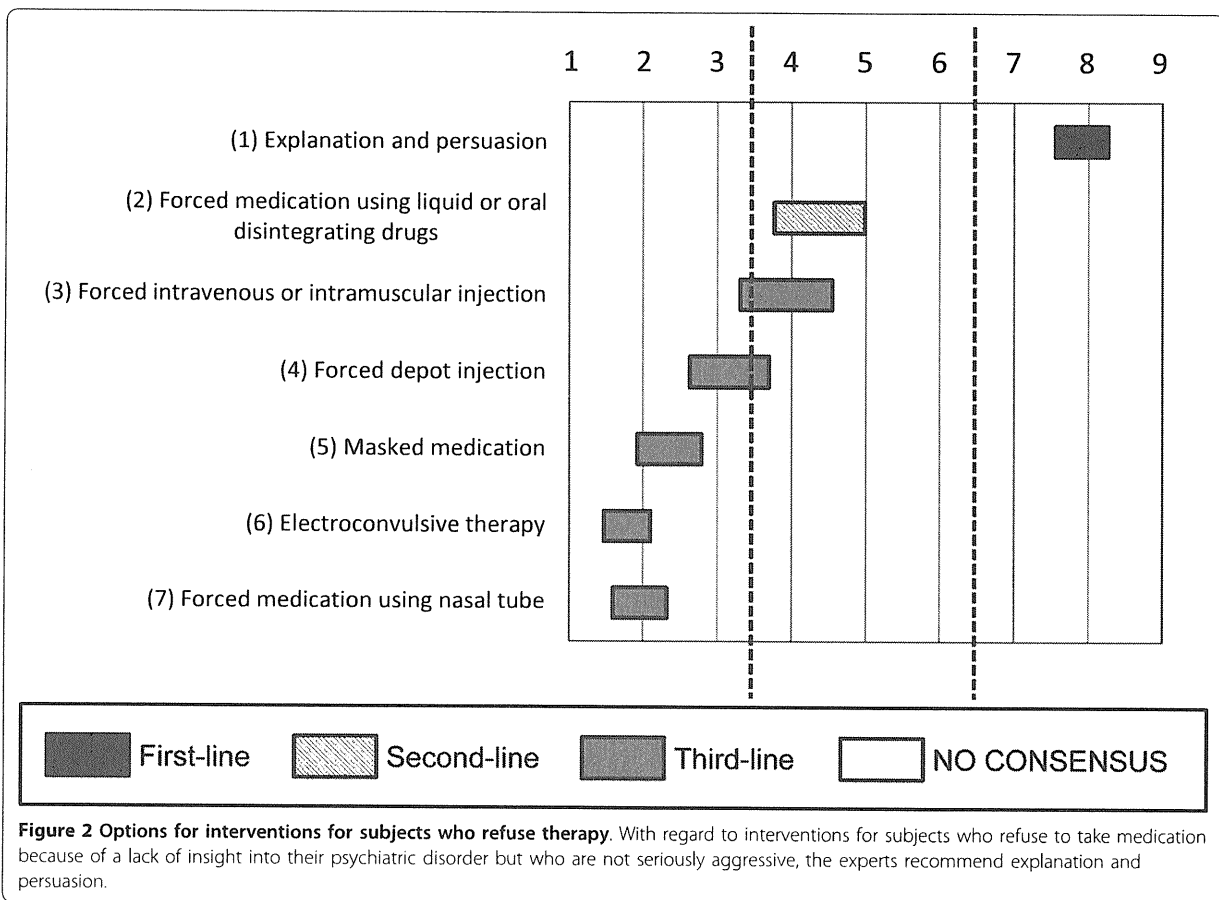 1 2 3 4 5 6 7 8 9
(1) Explanation and persuasion
(2) Forced medication using liquid or oral
disintegrating drugs
(3) Forced intravenous or intramuscular injection
(4) Forced depot injection
(5) Masked medication
(6) Electroconvulsive therapy
(7) Forced medication using nasal tube
First-line Second-line Third-line NO CONSENSUS
Figure 2 Options for interventions for subjects who refuse therapy. With regard to interventions for subjects who refuse to take medication
because of a lack of insight into their psychiatric disorder but who are not seriously aggressive, the experts recommend explanation and
persuasion.